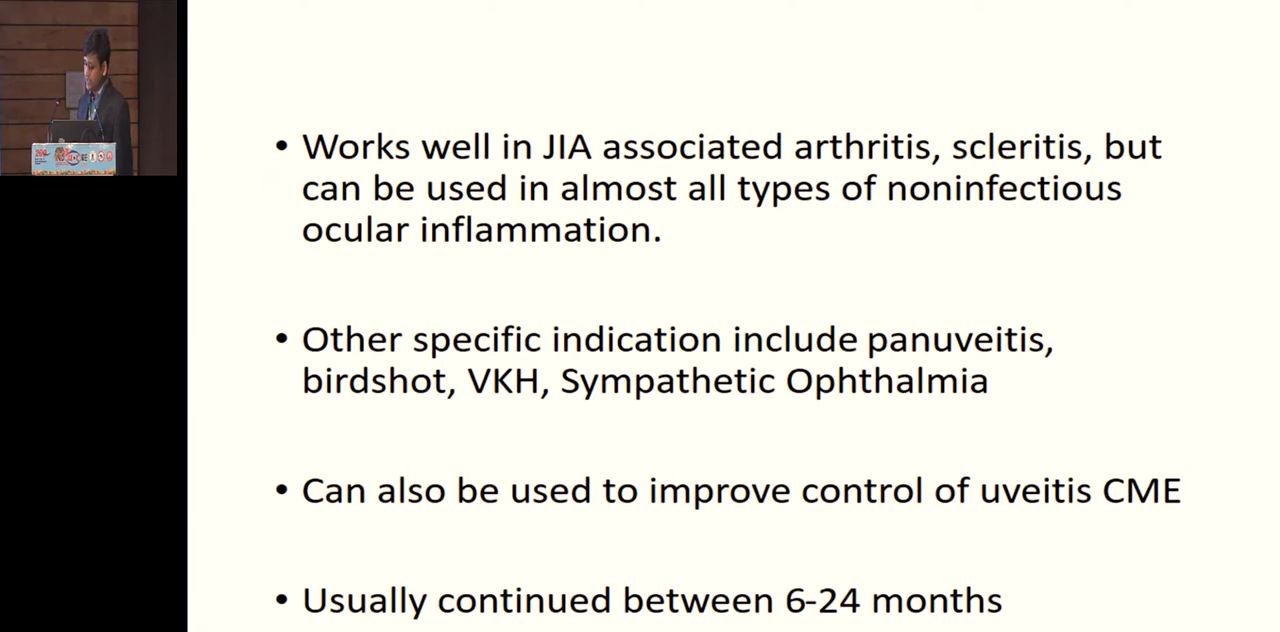 • Works well in JIA associated arthritis, scleritis, but
can be used in almost all types of noninfectious
ocular inflammation.
• Other specific indication include panuveitis,
birdshot, VKH, Sympathetic Ophthalmia
• Can also be used to improve control of uveitis CME
• Usually continued between 6-24 months